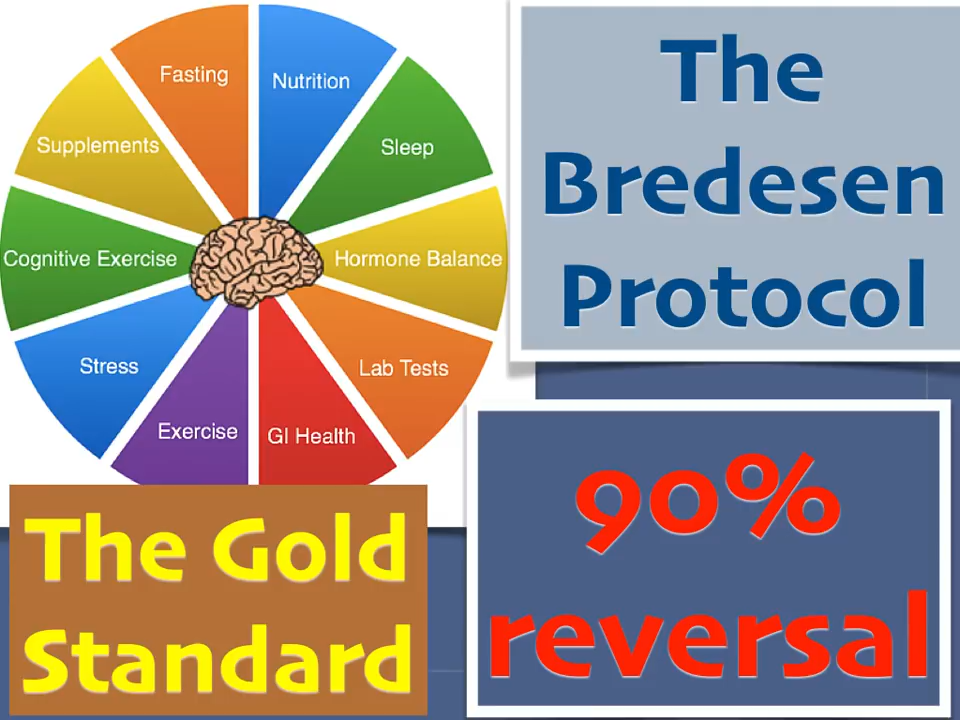 Fasting
Nutrition
Supplements
Sleep
Cognitive Exercise
Hormone Balance
Stress
Lab Tests
Exercise
GI Health
The
Bredesen
Protocol
The Gold
Standard
90%
reversal